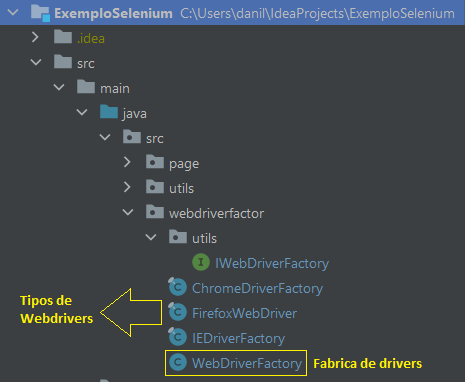 ExemploSelenium C:\Users\danil\IdeaProjects\ExemploSelenium
.idea
src
main
java
src
page
utils
webdriverfactor
utils
I IWebDriverFactory
C ChromeDriverFactory
Tipos de
Webdrivers
C FirefoxWebDriver
C IEDriverFactory
C WebDriverFactory Fabrica de drivers